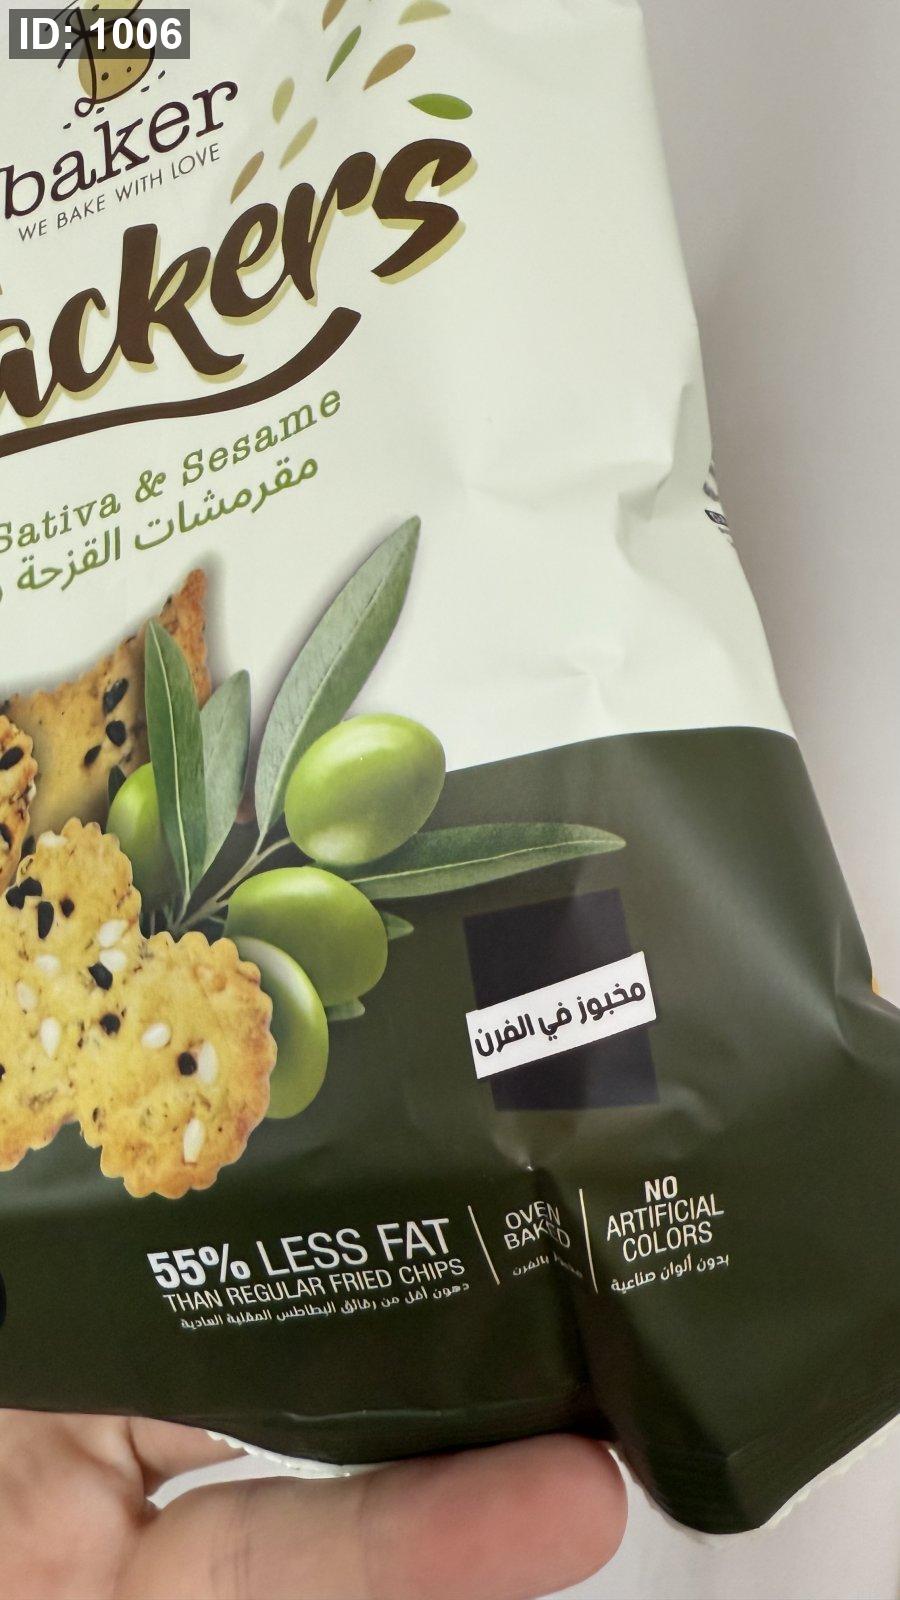 ID: 1006
baker
WE BAKE WITH LOVE
ackers
Sativa & Sesame
مقرمشات القزحة
مخبوز في الفرن
55% LESS FAT
THAN REGULAR FRIED CHIPS
دهون أقل من رقائق البطاطس المقلية العادية
OVEN
BAKED
بالفرن
NO
ARTIFICIAL
COLORS
بدون ألوان صناعية